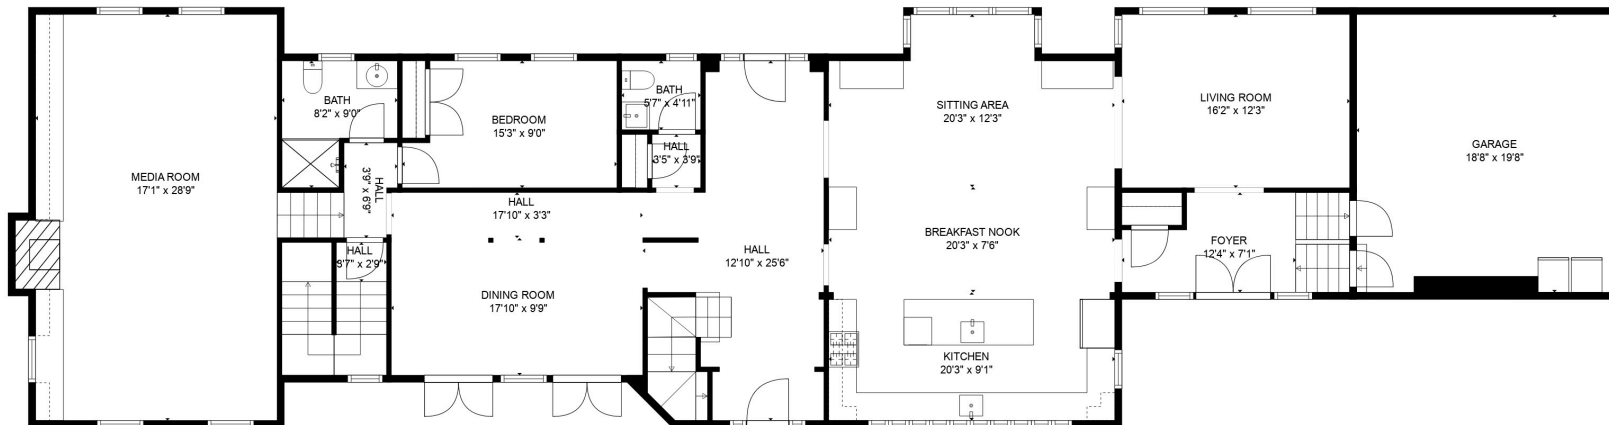 MEDIA ROOM
17'1" x 28'9"
BATH
8'2" x 9'0"
HALL
3'9" x 6'9"
HALL
3'7" x 2'9"
BEDROOM
15'3" x 9'0"
BATH
5'7" x 4'11"
HALL
3'5" x 3'9"
HALL
17'10" x 3'3"
DINING ROOM
17'10" x 9'9"
HALL
12'10" x 25'6"
SITTING AREA
20'3" x 12'3"
BREAKFAST NOOK
20'3" x 7'6"
KITCHEN
20'3" x 9'1"
LIVING ROOM
16'2" x 12'3"
FOYER
12'4" x 7'1"
GARAGE
18'8" x 19'8"